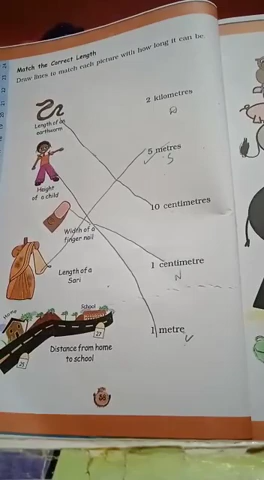 Match the Correct Length
Draw lines to match each picture with how long it can be.
2 kilometres
Length of an
earthworm
5 metres
5
Height
of a child
10 centimetres
Width of a
finger nail
1 centimetre
Length of a
Sari
Home
School
1 metre
Distance from home
to school